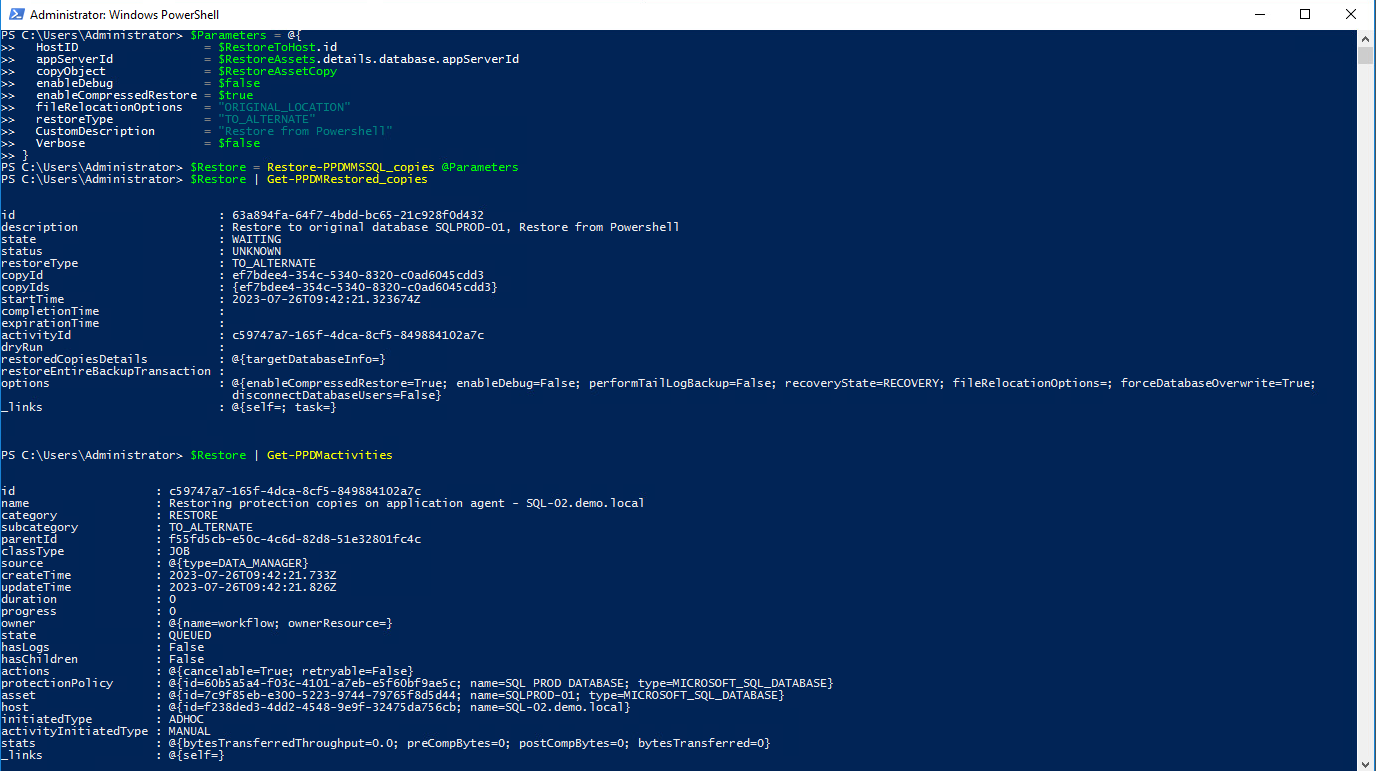 Administrator: Windows PowerShell
PS C:\Users\Administrator> $Parameters = @{
>>   HostID                  = $RestoreToHost.id
>>   appServerId             = $RestoreAssets.details.database.appServerId
>>   copyObject              = $RestoreAssetCopy
>>   enableDebug             = $false
>>   enableCompressedRestore = $true
>>   fileRelocationOptions   = "ORIGINAL_LOCATION"
>>   restoreType             = "TO_ALTERNATE"
>>   CustomDescription       = "Restore from Powershell"
>>   Verbose                 = $false
>> }
PS C:\Users\Administrator> $Restore = Restore-PPDMMSSQL_copies @Parameters
PS C:\Users\Administrator> $Restore | Get-PPDMRestored_copies
id                             : 63a894fa-64f7-4bdd-bc65-21c928f0d432
description                    : Restore to original database SQLPROD-01, Restore from Powershell
state                          : WAITING
status                         : UNKNOWN
restoreType                    : TO_ALTERNATE
copyId                         : ef7bdee4-354c-5340-8320-c0ad6045cdd3
copyIds                        : {ef7bdee4-354c-5340-8320-c0ad6045cdd3}
startTime                      : 2023-07-26T09:42:21.323674Z
completionTime                 :
expirationTime                 :
activityId                     : c59747a7-165f-4dca-8cf5-849884102a7c
dryRun                         :
restoredCopiesDetails          : @{targetDatabaseInfo=}
restoreEntireBackupTransaction :
options                        : @{enableCompressedRestore=True; enableDebug=False; performTailLogBackup=False; recoveryState=RECOVERY; fileRelocationOptions=; forceDatabaseOverwrite=True;
                                 disconnectDatabaseUsers=False}
_links                         : @{self=; task=}
PS C:\Users\Administrator> $Restore | Get-PPDMactivities
id                    : c59747a7-165f-4dca-8cf5-849884102a7c
name                  : Restoring protection copies on application agent - SQL-02.demo.local
category              : RESTORE
subcategory           : TO_ALTERNATE
parentId              : f55fd5cb-e50c-4c6d-82d8-51e32801fc4c
classType             : JOB
source                : @{type=DATA_MANAGER}
createTime            : 2023-07-26T09:42:21.733Z
updateTime            : 2023-07-26T09:42:21.826Z
duration              : 0
progress              : 0
owner                 : @{name=workflow; ownerResource=}
state                 : QUEUED
hasLogs               : False
hasChildren           : False
actions               : @{cancelable=True; retryable=False}
protectionPolicy      : @{id=60b5a5a4-f03c-4101-a7eb-e5f60bf9ae5c; name=SQL PROD DATABASE; type=MICROSOFT_SQL_DATABASE}
asset                 : @{id=7c9f85eb-e300-5223-9744-79765f8d5d44; name=SQLPROD-01; type=MICROSOFT_SQL_DATABASE}
host                  : @{id=f238ded3-4dd2-4548-9e9f-32475da756cb; name=SQL-02.demo.local}
initiatedType         : ADHOC
activityInitiatedType : MANUAL
stats                 : @{bytesTransferredThroughput=0.0; preCompBytes=0; postCompBytes=0; bytesTransferred=0}
_links                : @{self=}